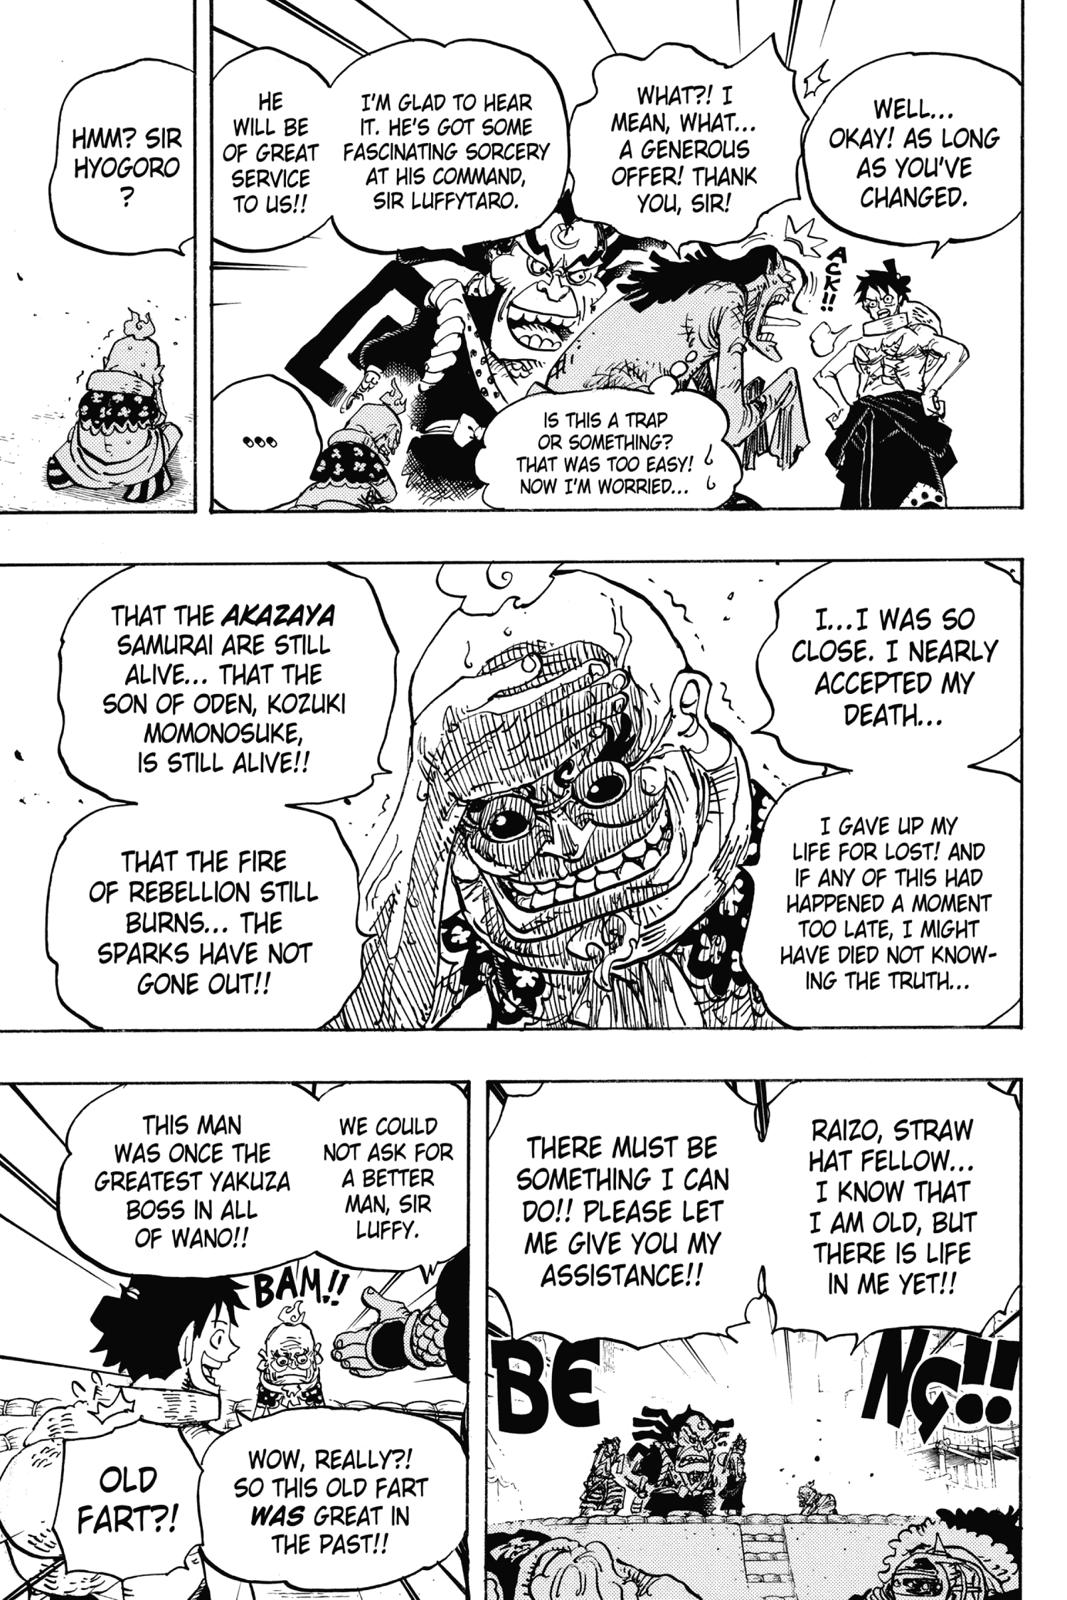 WELL...
OKAY! AS LONG
AS YOU'VE
CHANGED.
WHAT?! I
MEAN, WHAT...
A GENEROUS
OFFER! THANK
YOU, SIR!
ACK!!
I'M GLAD TO HEAR
IT. HE'S GOT SOME
FASCINATING SORCERY
AT HIS COMMAND,
SIR LUFFYTARO.
HE
WILL BE
OF GREAT
SERVICE
TO US!!
IS THIS A TRAP
OR SOMETHING?
THAT WAS TOO EASY!
NOW I'M WORRIED...
...
HMM? SIR
HYOGORO
?
I...I WAS SO
CLOSE. I NEARLY
ACCEPTED MY
DEATH...
I GAVE UP MY
LIFE FOR LOST! AND
IF ANY OF THIS HAD
HAPPENED A MOMENT
TOO LATE, I MIGHT
HAVE DIED NOT KNOW-
ING THE TRUTH...
THAT THE AKAZAYA
SAMURAI ARE STILL
ALIVE... THAT THE
SON OF ODEN, KOZUKI
MOMONOSUKE,
IS STILL ALIVE!!
THAT THE FIRE
OF REBELLION STILL
BURNS... THE
SPARKS HAVE NOT
GONE OUT!!
RAIZO, STRAW
HAT FELLOW...
I KNOW THAT
I AM OLD, BUT
THERE IS LIFE
IN ME YET!!
THERE MUST BE
SOMETHING I CAN
DO!! PLEASE LET
ME GIVE YOU MY
ASSISTANCE!!
BENG!!
WE COULD
NOT ASK FOR
A BETTER
MAN, SIR
LUFFY.
THIS MAN
WAS ONCE THE
GREATEST YAKUZA
BOSS IN ALL
OF WANO!!
BAM!!
WOW, REALLY?!
SO THIS OLD FART
WAS GREAT IN
THE PAST!!
OLD
FART?!